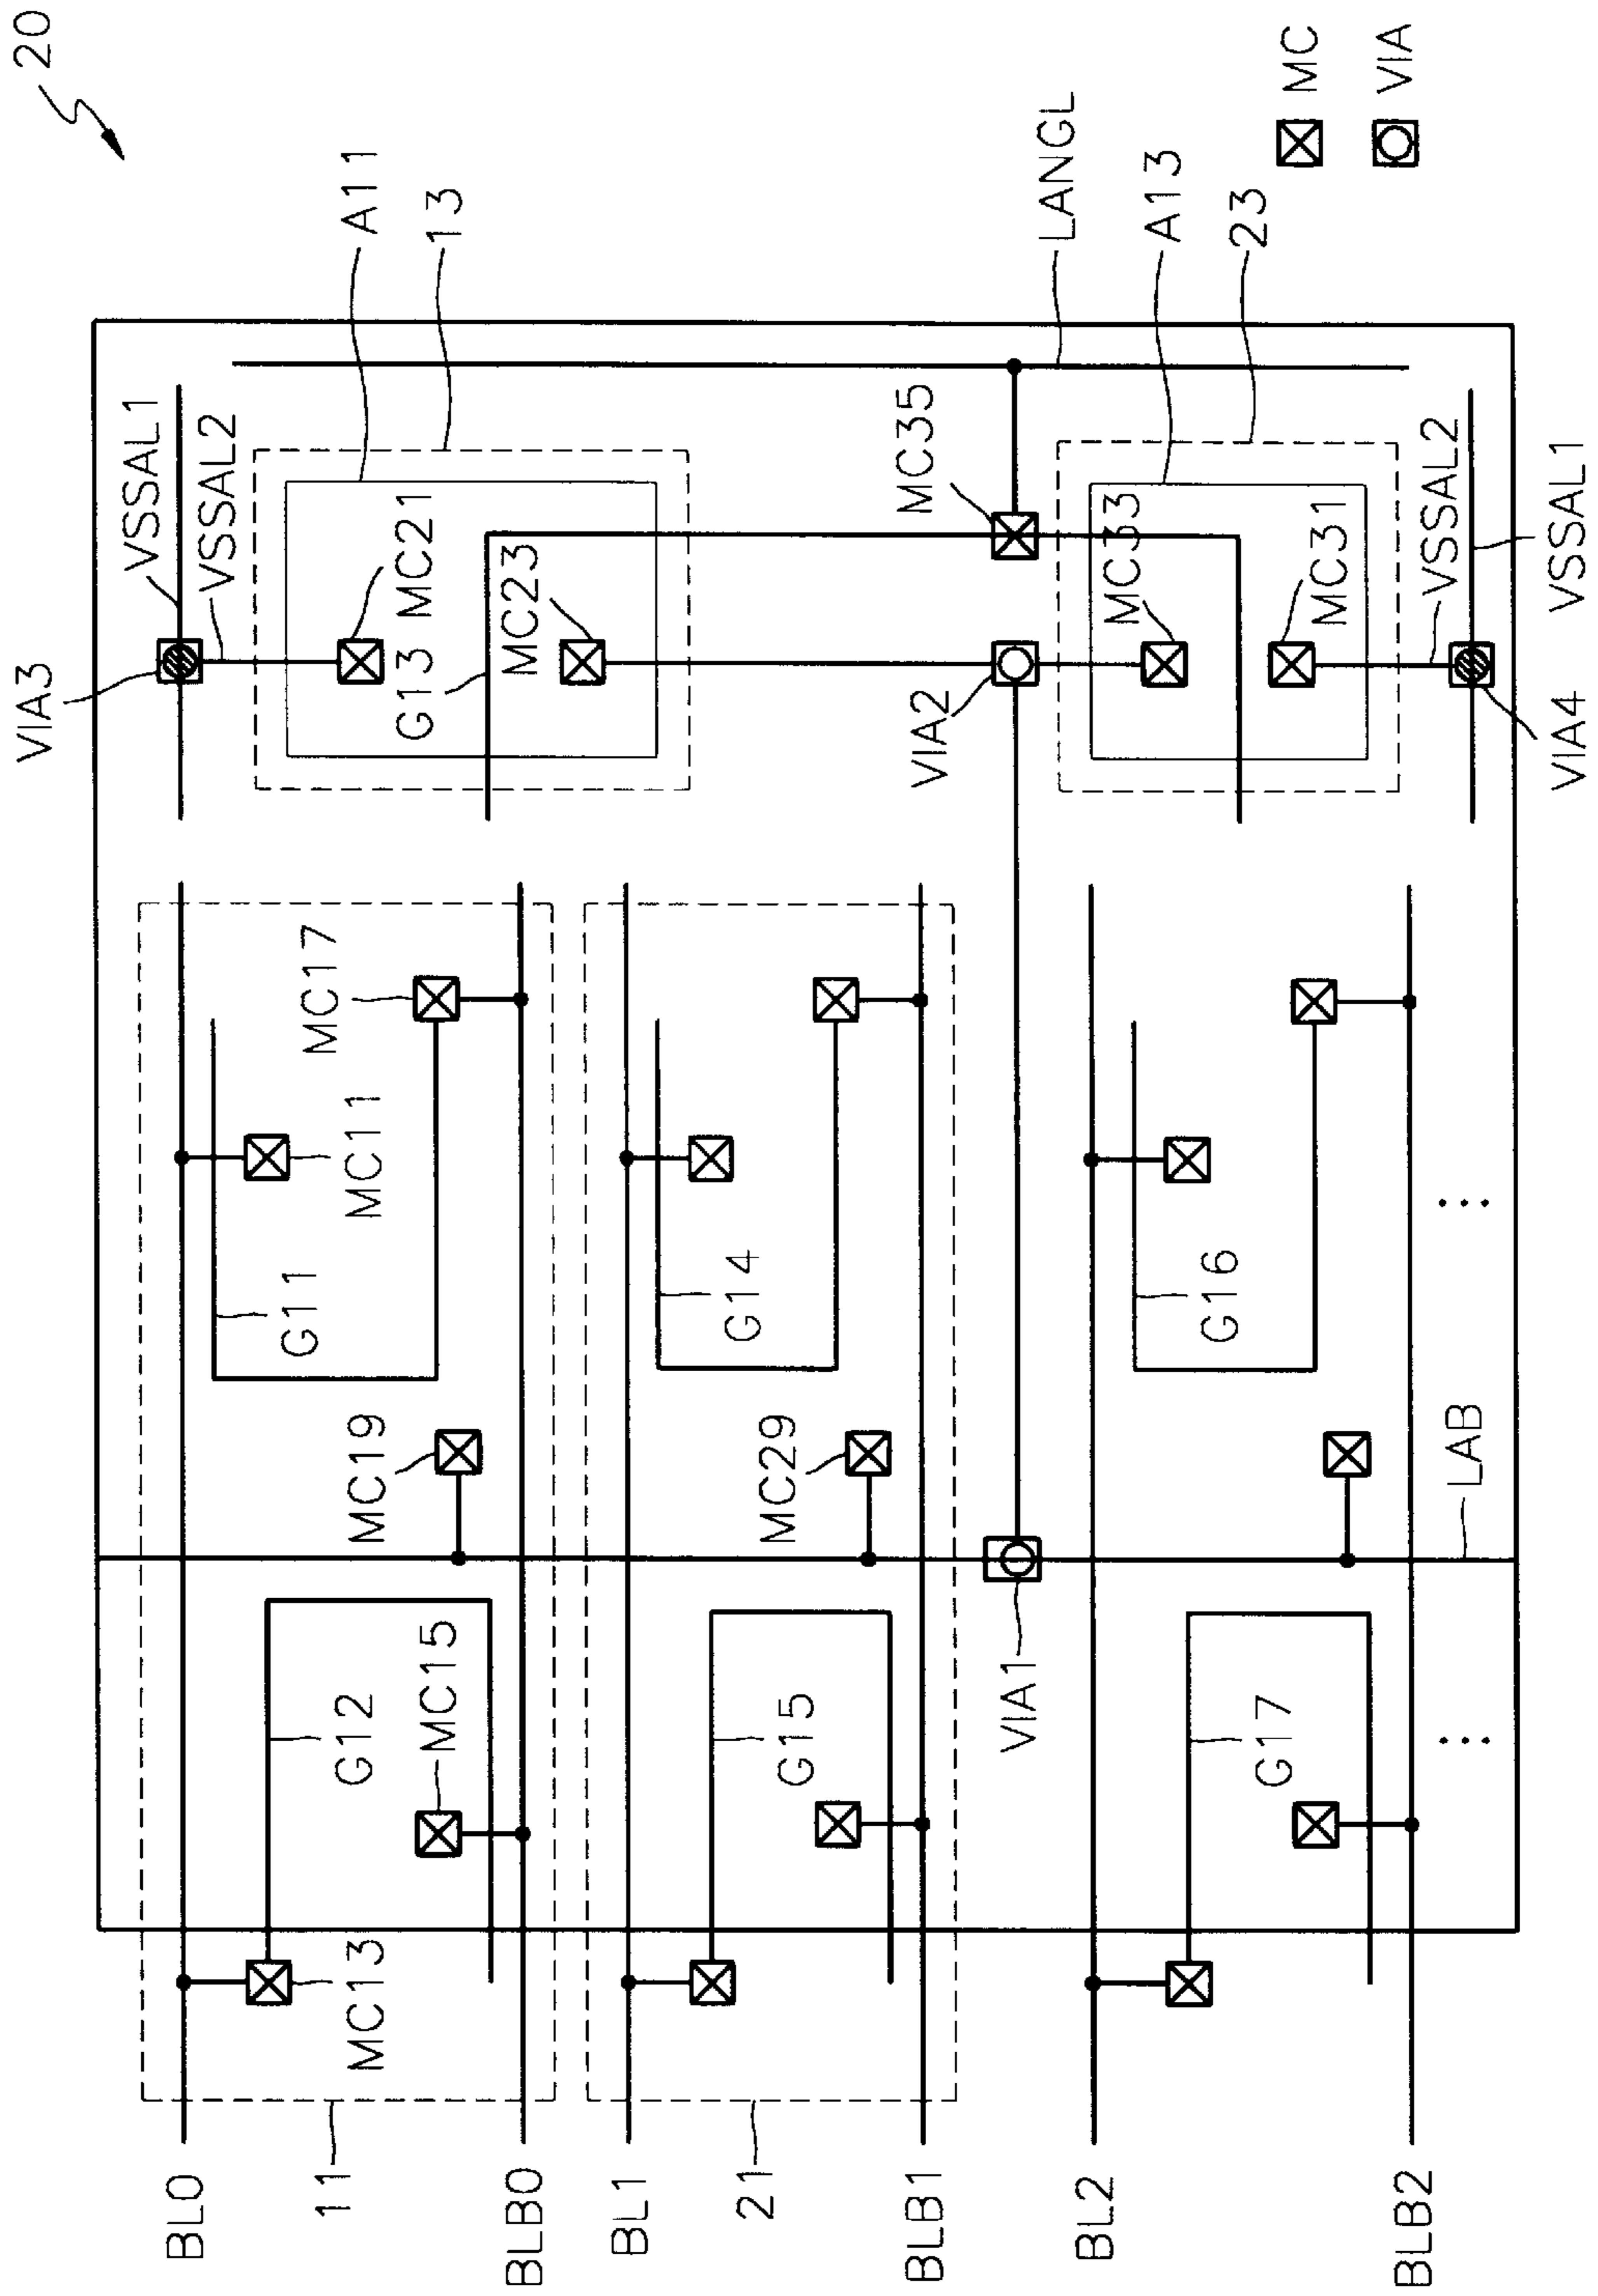 20
BL0
BLB0
BL1
BLB1
BL2
BLB2
11
21
MC13
MC15
G12
MC19
G11
MC11
MC17
G15
MC29
G14
VIA1
G17
LAB
G16
...
...
VIA3
VSSAL1
VSSAL2
MC21
G13
MC23
A11
13
VIA2
MC35
LANGL
MC33
MC31
A13
23
VSSAL2
VSSAL1
VIA4
MC
VIA